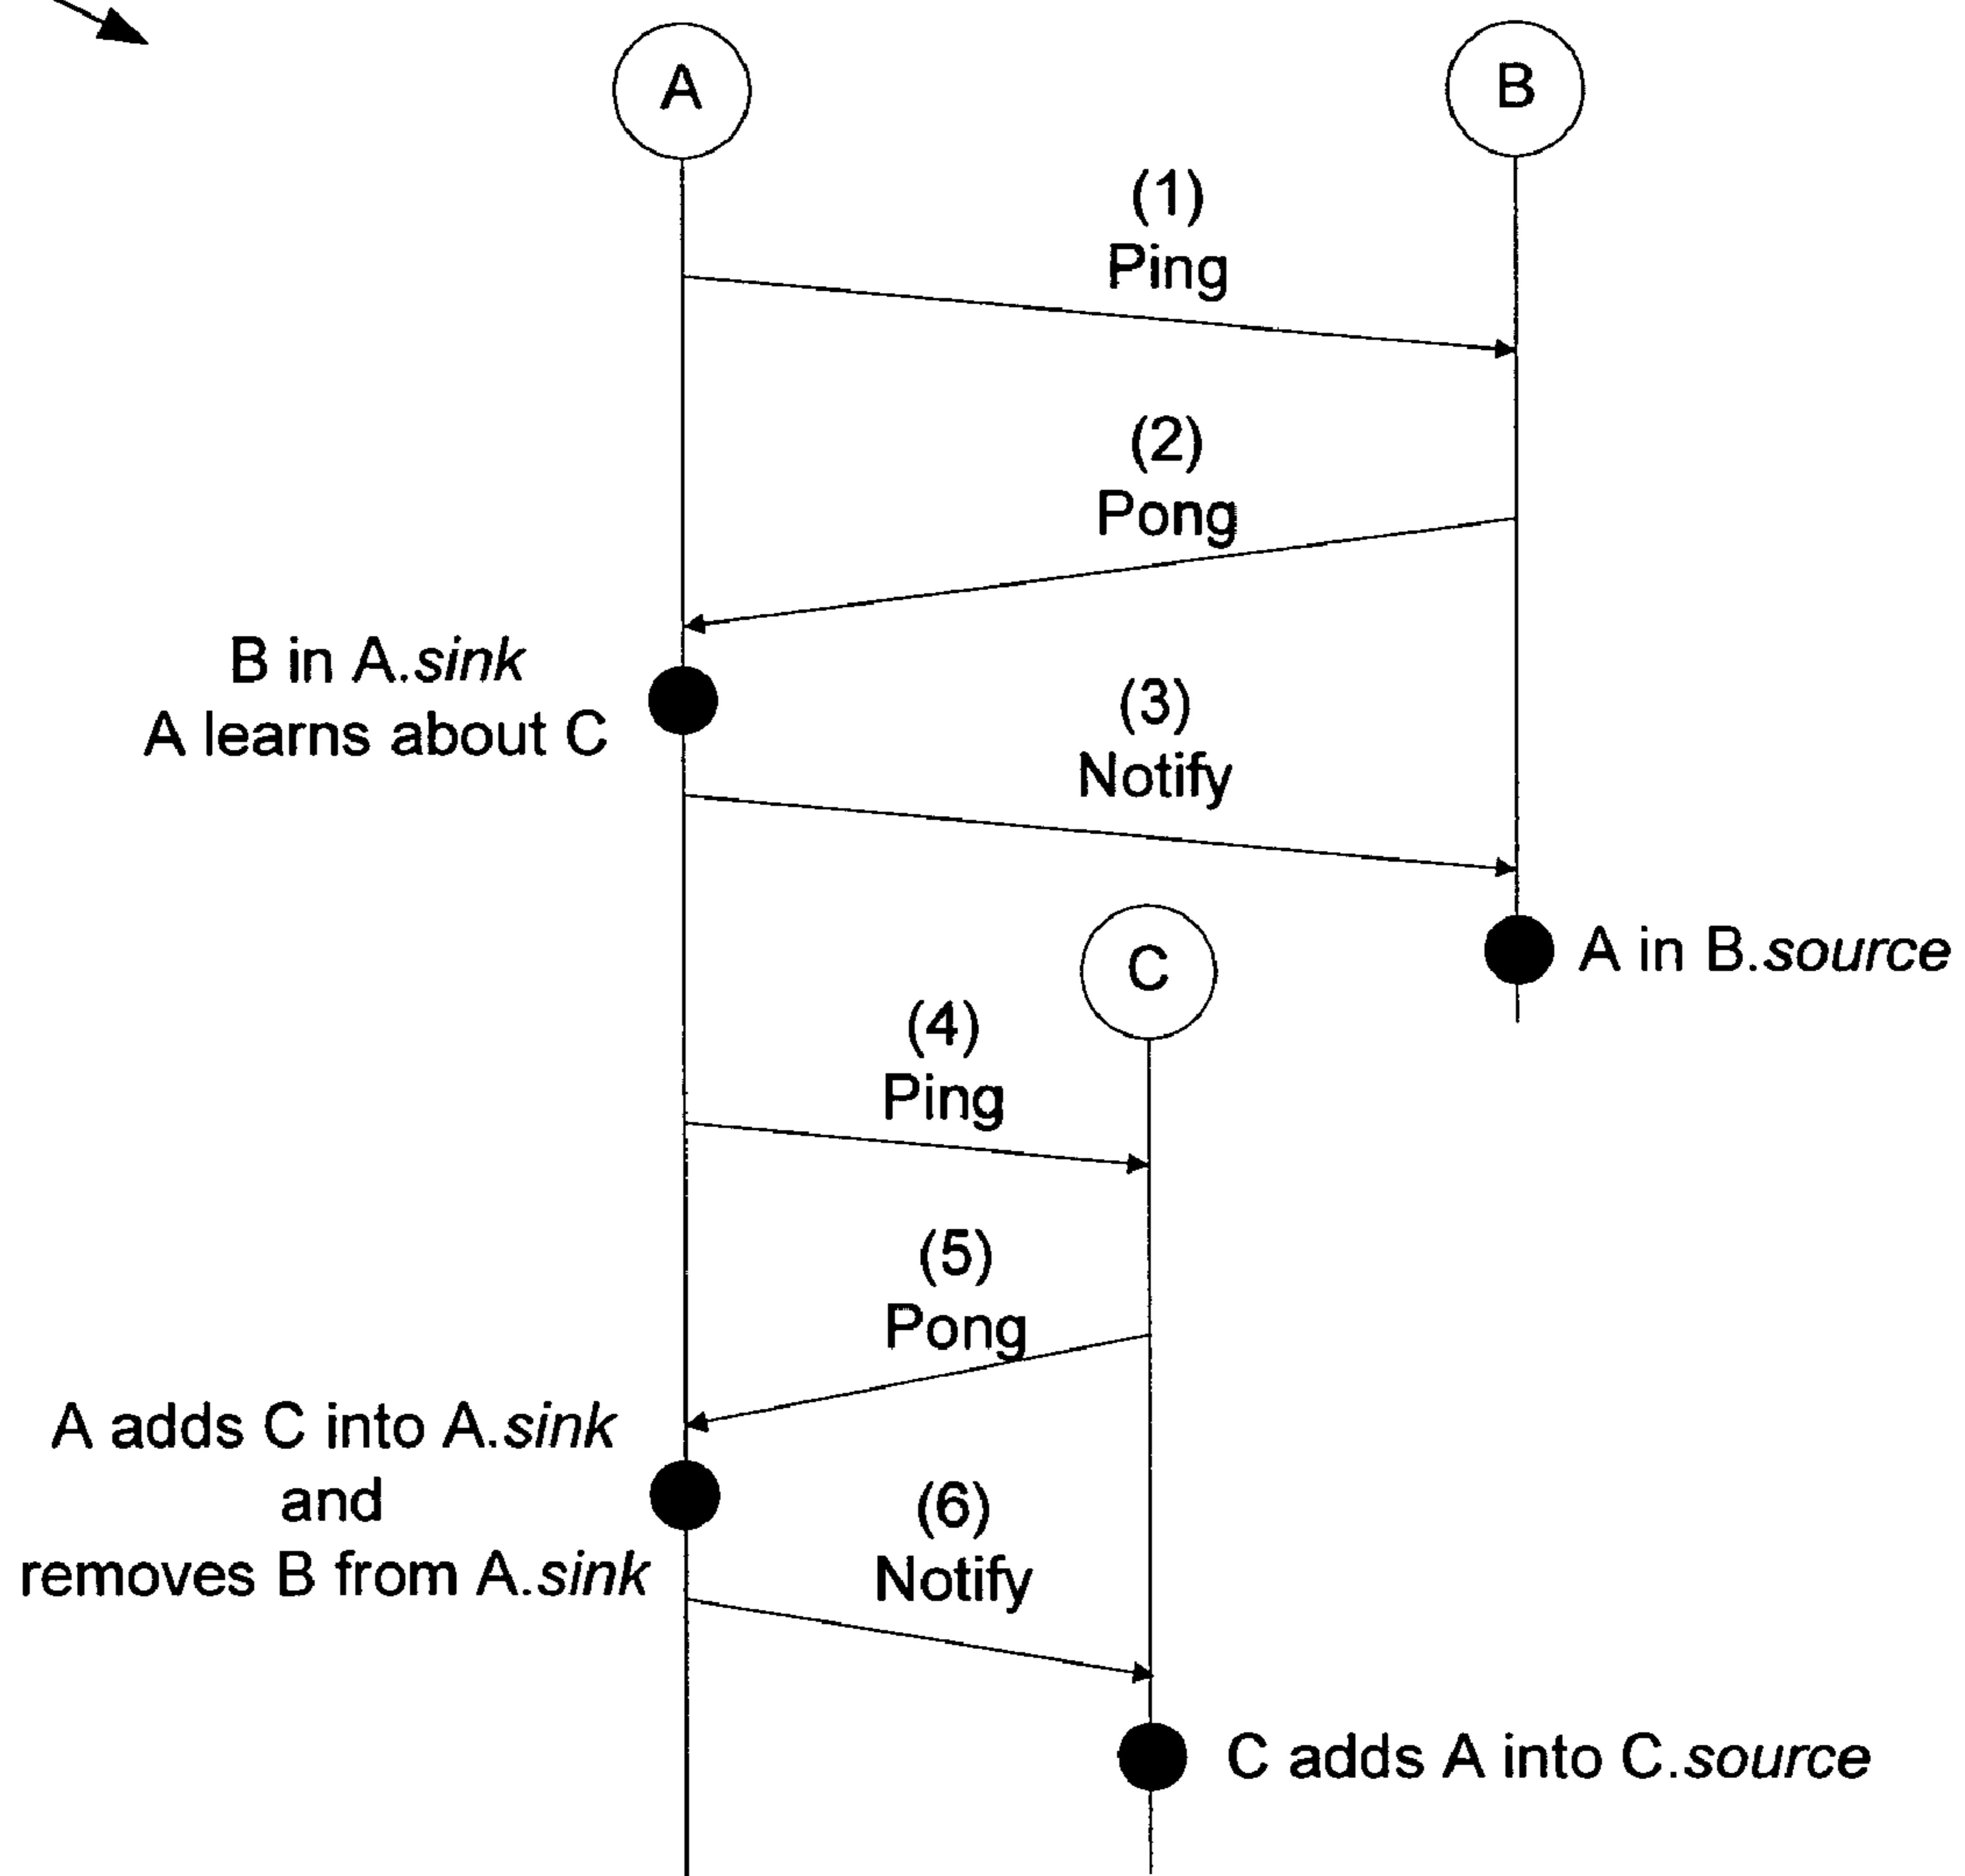 A
B
(1)
Ping
(2)
Pong
B in A.sink
A learns about C
(3)
Notify
A in B.source
C
(4)
Ping
(5)
Pong
A adds C into A.sink
and
removes B from A.sink
(6)
Notify
C adds A into C.source